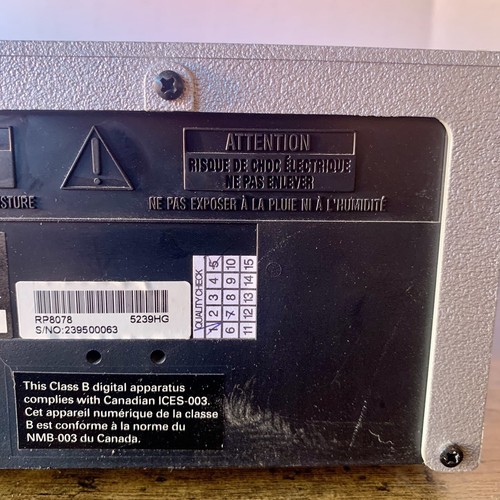 ATTENTION
RISQUE DE CHOC ÉLECTRIQUE
NE PAS ENLEVER
STURE
NE PAS EXPOSER À LA PLUIE NI À L'HUMIDITÉ
QUALITY CHECK
1 2 3 4 5
6 7 8 9 10
11 12 13 14 15
RP8078 5239HG
S/NO:239500063
This Class B digital apparatus
complies with Canadian ICES-003.
Cet appareil numérique de la classe
B est conforme à la norme du
NMB-003 du Canada.